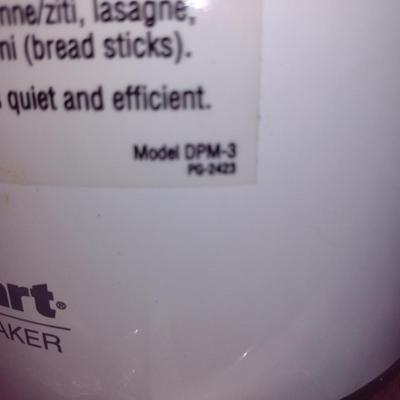 nne/ziti, lasagne,
ni (bread sticks).
s quiet and efficient.
Model DPM-3
PG-2423
art®
AKER